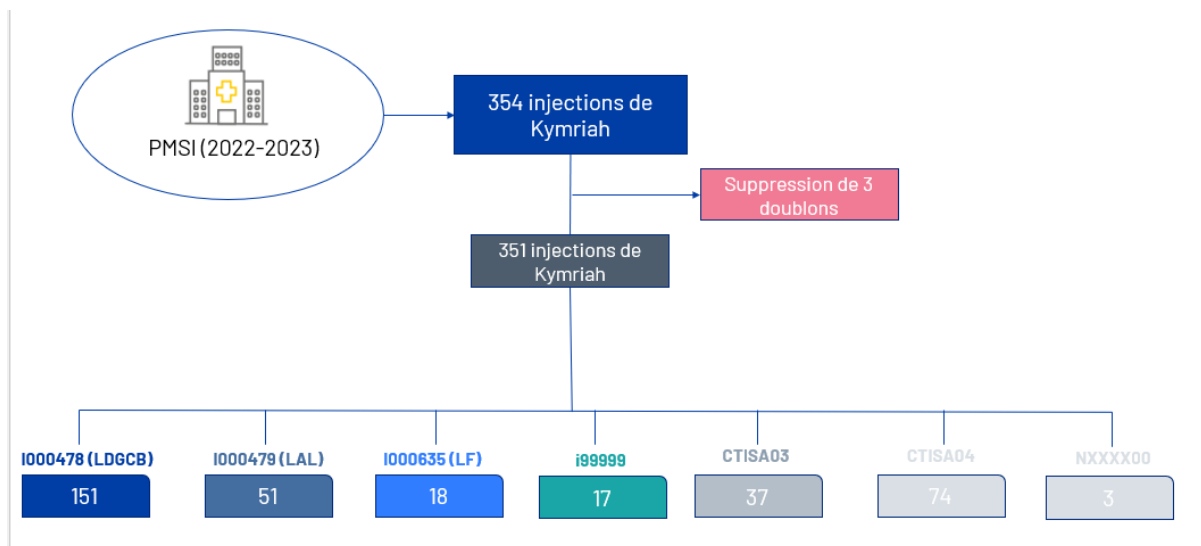 PMSI (2022-2023)
354 injections de
Kymriah
Suppression de 3
doublons
351 injections de
Kymriah
I000478 (LDGCB)
I000479 (LAL)
I000635 (LF)
i99999
CTISA03
CTISA04
NXXXX00
151
51
18
17
37
74
3